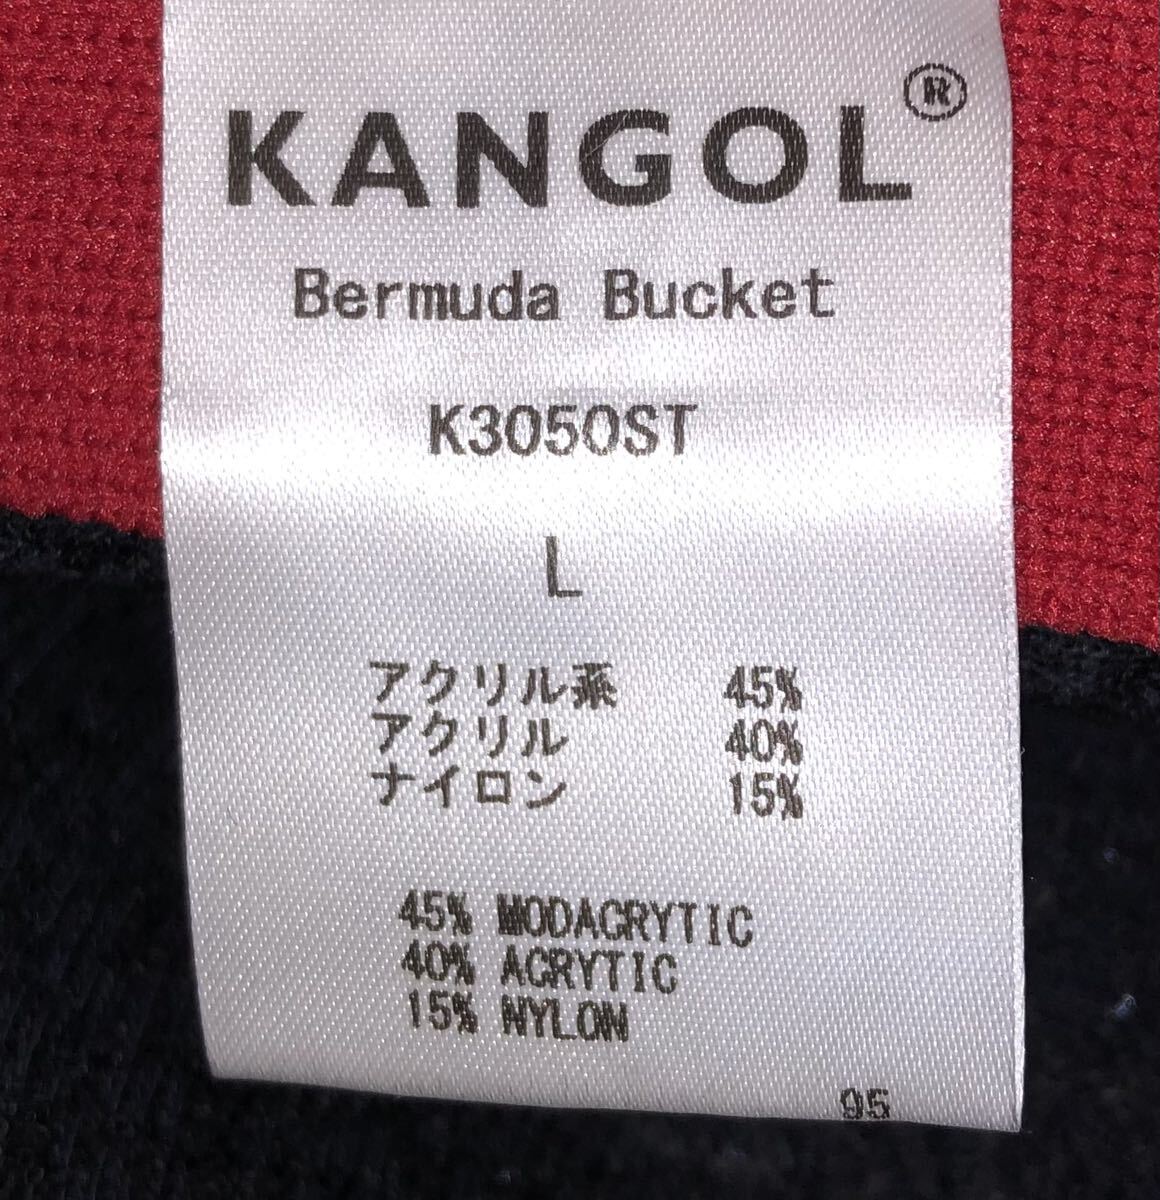 KANGOL®
Bermuda Bucket
K3050ST
L
アクリル系 45%
アクリル 40%
ナイロン 15%
45% MODACRYTIC
40% ACRYTIC
15% NYLON
95